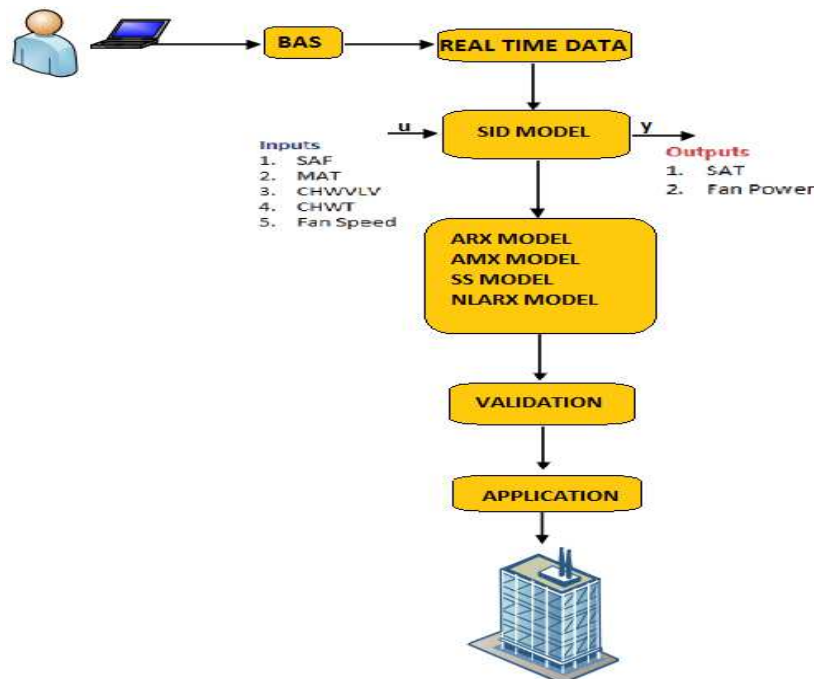 BAS
REAL TIME DATA
u
SID MODEL
y
Inputs
1. SAF
2. MAT
3. CHWVLV
4. CHWT
5. Fan Speed
Outputs
1. SAT
2. Fan Power
ARX MODEL
AMX MODEL
SS MODEL
NLARX MODEL
VALIDATION
APPLICATION